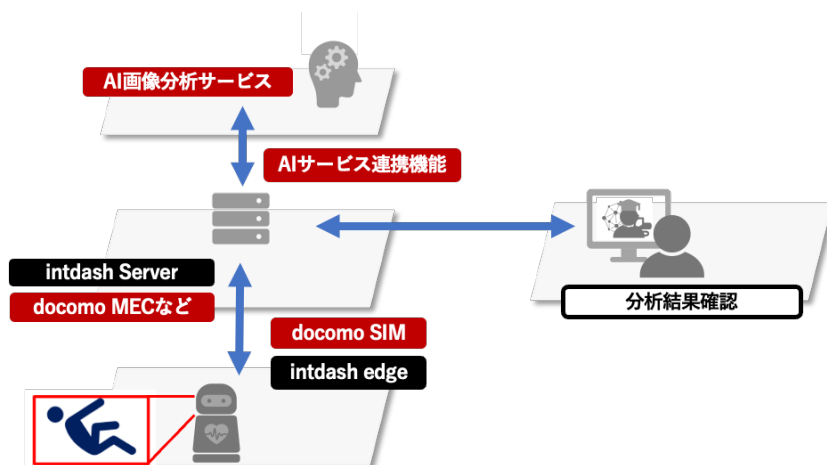 AI画像分析サービス
AIサービス連携機能
intdash Server
docomo MECなど
分析結果確認
docomo SIM
intdash edge